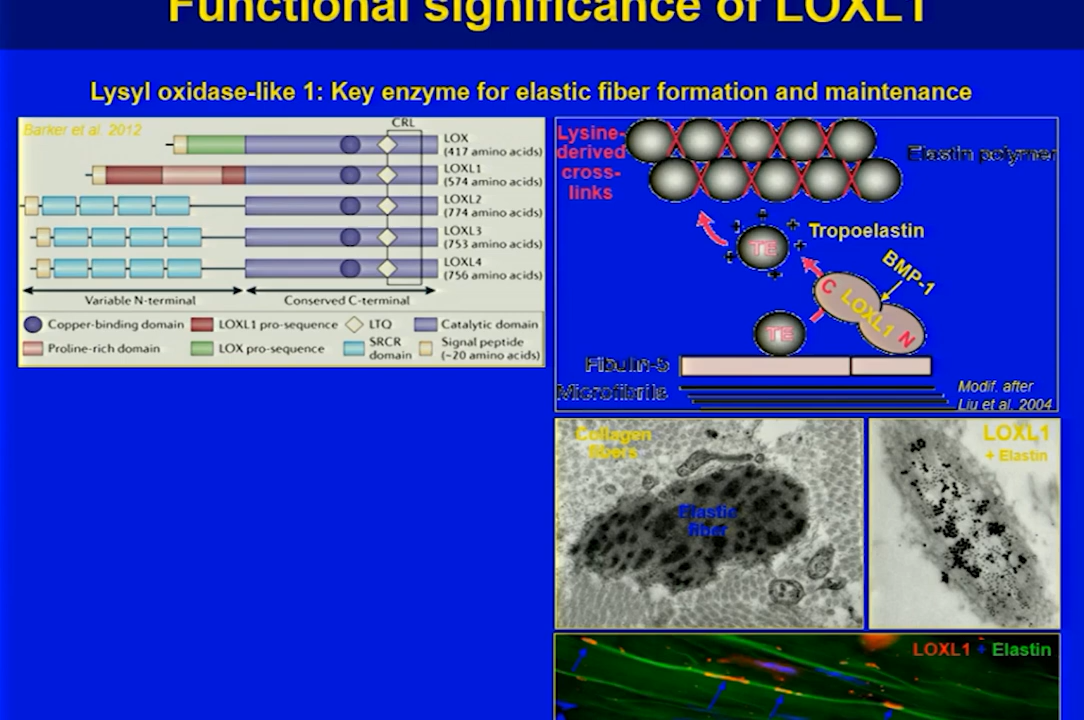 Functional significance of LOXL1
Lysyl oxidase-like 1: Key enzyme for elastic fiber formation and maintenance
Barker et al. 2012
CRL
LOX
(417 amino acids)
LOXL1
(574 amino acids)
LOXL2
(774 amino acids)
LOXL3
(753 amino acids)
LOXL4
(756 amino acids)
Variable N-terminal
Conserved C-terminal
Copper-binding domain
LOXL1 pro-sequence
LTQ
Catalytic domain
Proline-rich domain
LOX pro-sequence
SRCR
domain
Signal peptide
(~20 amino acids)
Lysine-
derived
cross-
links
Elastin polymer
TE
Tropoelastin
BMP-1
C
LOXL1
N
TE
Fibulin-5
Microfibrils
Modif. after
Liu et al. 2004
Collagen
fibers
Elastic
fiber
LOXL1
+ Elastin
LOXL1 + Elastin